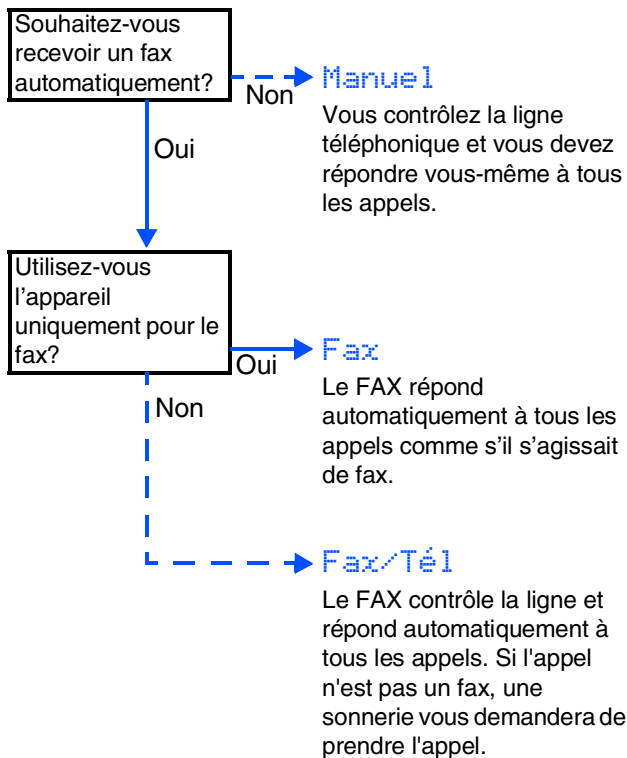 Souhaitez-vous
recevoir un fax
automatiquement?
Non
Manuel
Vous contrôlez la ligne
téléphonique et vous devez
répondre vous-même à tous
les appels.
Oui
Utilisez-vous
l’appareil
uniquement pour le
fax?
Oui
Fax
Le FAX répond
automatiquement à tous les
appels comme s’il s’agissait
de fax.
Non
Fax/Tél
Le FAX contrôle la ligne et
répond automatiquement à
tous les appels. Si l'appel
n'est pas un fax, une
sonnerie vous demandera de
prendre l'appel.